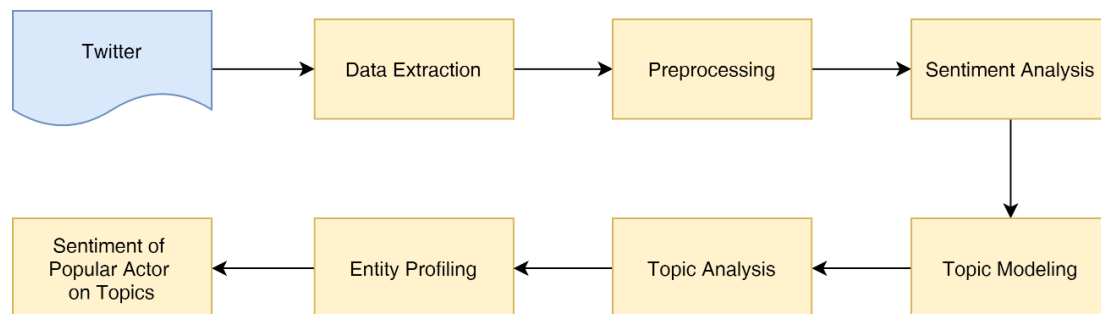 Twitter
Data Extraction
Preprocessing
Sentiment Analysis
Topic Modeling
Topic Analysis
Entity Profiling
Sentiment of
Popular Actor
on Topics